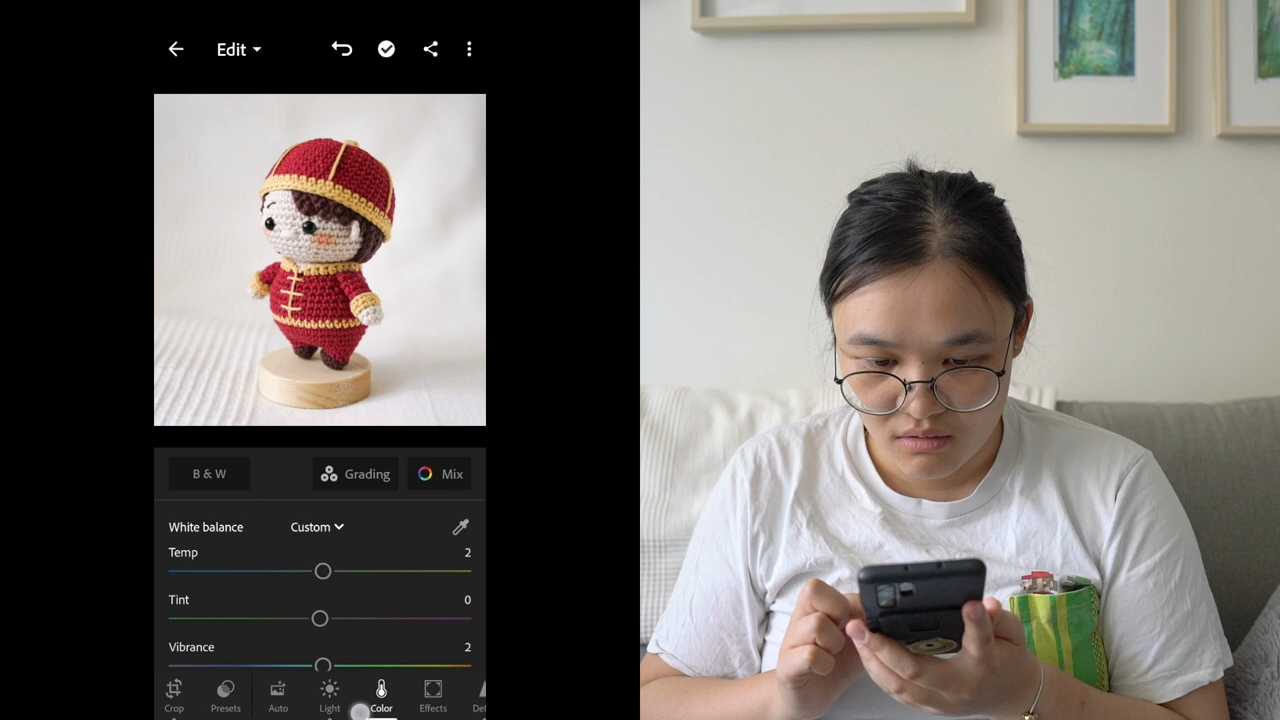 Edit
B & W
Grading
Mix
White balance
Custom
Temp
2
Tint
0
Vibrance
2
Crop
Presets
Auto
Light
Color
Effects